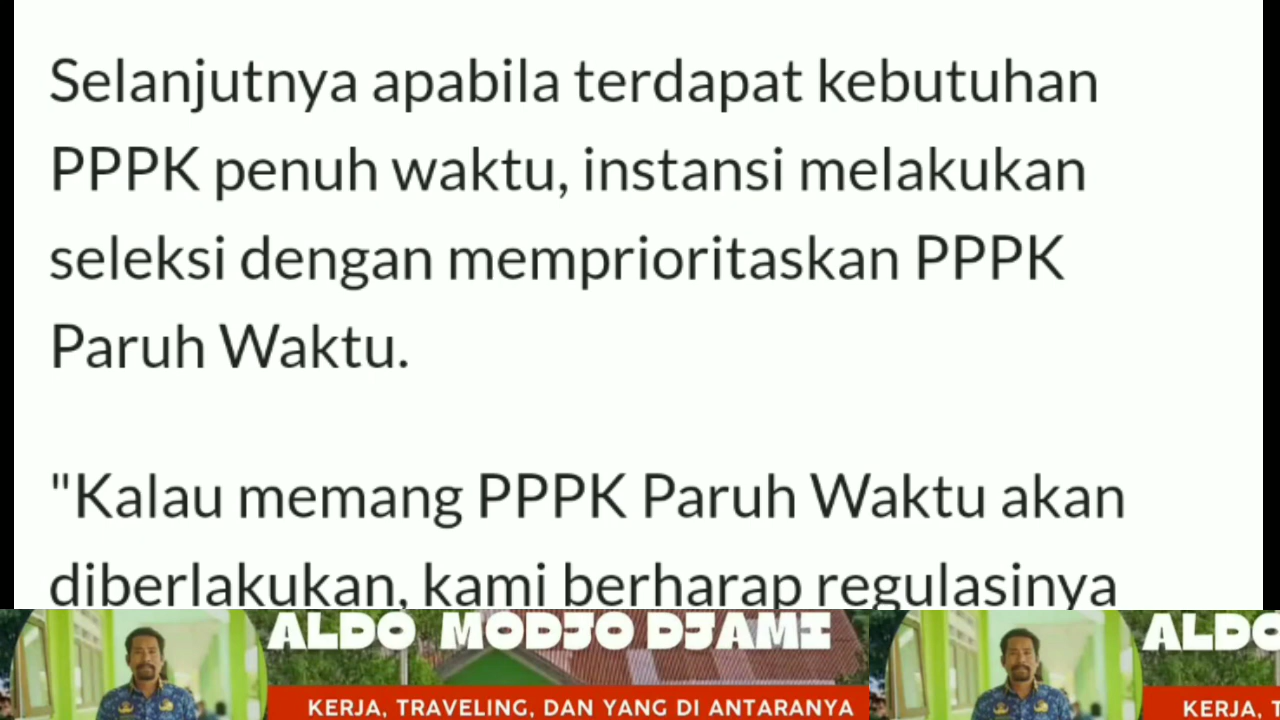 Selanjutnya apabila terdapat kebutuhan
PPPK penuh waktu, instansi melakukan
seleksi dengan memprioritaskan PPPK
Paruh Waktu.
"Kalau memang PPPK Paruh Waktu akan
diberlakukan, kami berharap regulasinya
ALDO MODJO DJAMI
KERJA, TRAVELING, DAN YANG DI ANTARANYA
ALDO
KERJA,